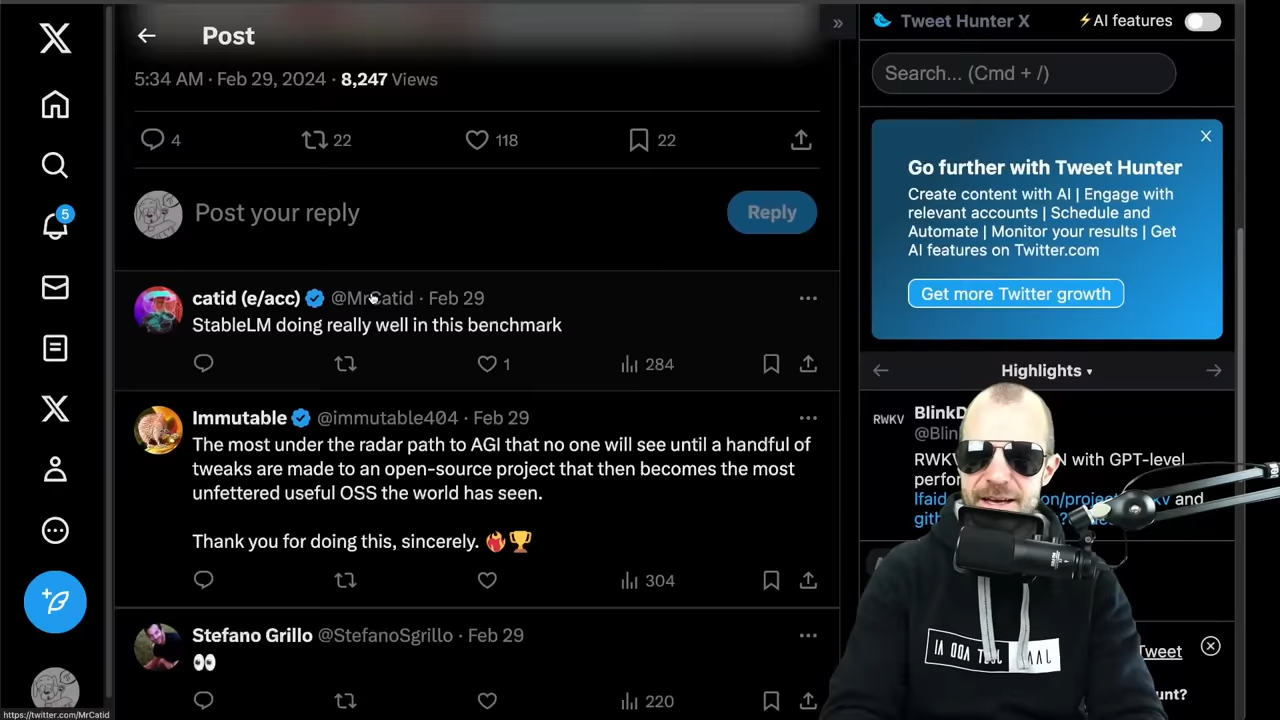 Post
5:34 AM · Feb 29, 2024 · 8,247 Views
4
22
118
22
Post your reply
Reply
catid (e/acc) @MrCatid · Feb 29
StableLM doing really well in this benchmark
1
284
Immutable @immutable404 · Feb 29
The most under the radar path to AGI that no one will see until a handful of
tweaks are made to an open-source project that then becomes the most
unfettered useful OSS the world has seen.
Thank you for doing this, sincerely. 🔥🏆
304
Stefano Grillo @StefanoSgrillo · Feb 29
👀
220
5
https://twitter.com/MrCatid
»
Tweet Hunter X
⚡AI features
Search... (Cmd + /)
X
Go further with Tweet Hunter
Create content with AI | Engage with
relevant accounts | Schedule and
Automate | Monitor your results | Get
AI features on Twitter.com
Get more Twitter growth
← Highlights ▾ →
RWKV
with GPT-level
and
Tweet